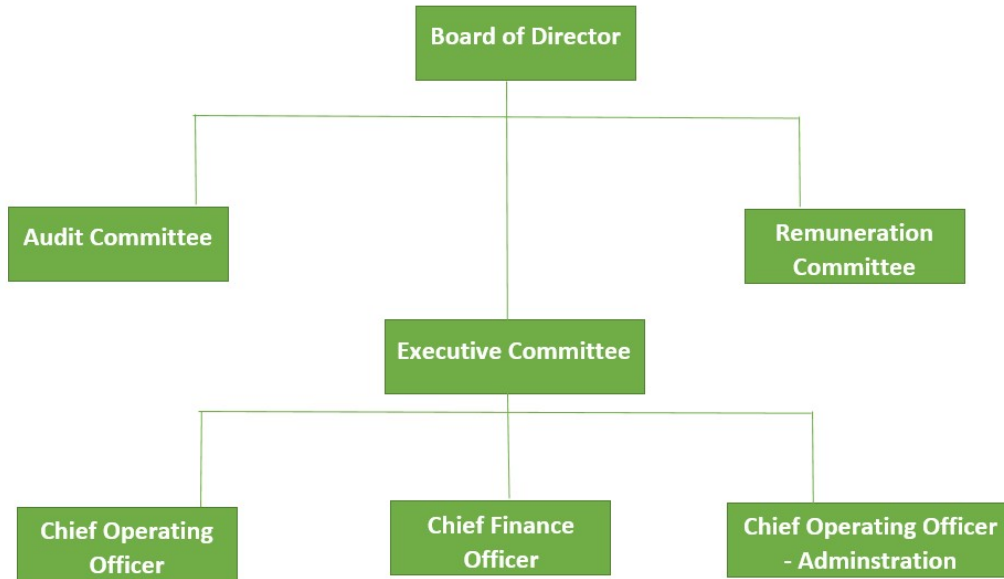 Board of Director
Audit Committee
Remuneration
Committee
Executive Committee
Chief Operating
Officer
Chief Finance
Officer
Chief Operating Officer
- Adminstration